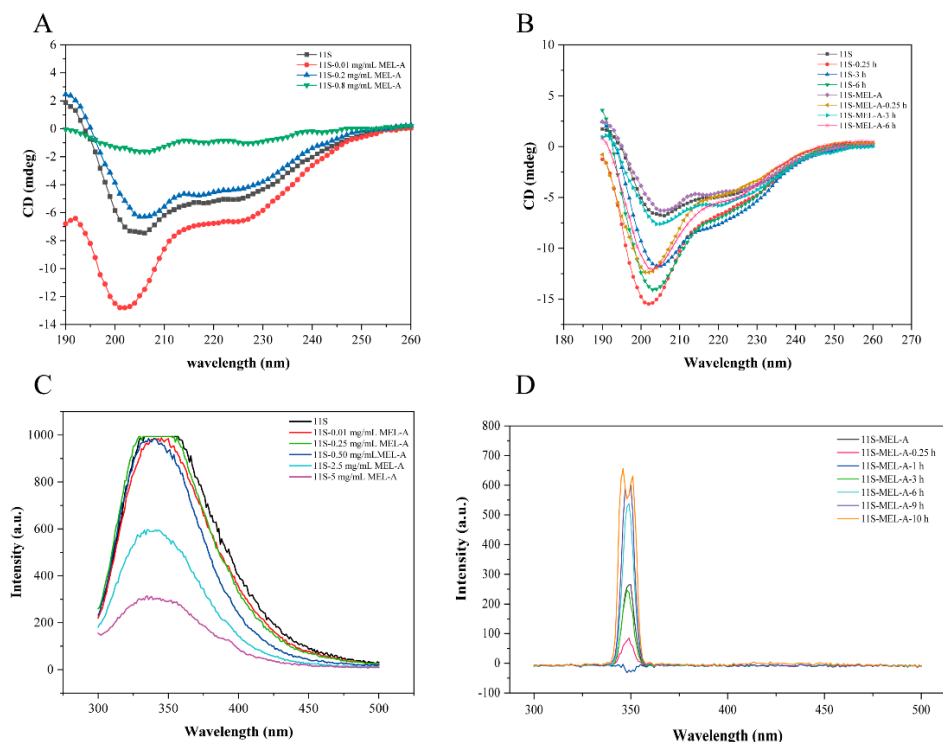 A
6
4
2
0
-2
-4
-6
-8
-10
-12
-14
CD (mdeg)
190 200 210 220 230 240 250 260
wavelength (nm)
11S
11S-0.01 mg/mL MEL-A
11S-0.2 mg/mL MEL-A
11S-0.8 mg/mL MEL-A
B
10
5
0
-5
-10
-15
CD (mdeg)
180 190 200 210 220 230 240 250 260 270
Wavelength (nm)
11S
11S-0.25 h
11S-3 h
11S-6 h
11S-MEL-A
11S-MEL-A-0.25 h
11S-MEL-A-3 h
11S-MEL-A-6 h
C
1000
800
600
400
200
0
Intensity (a.u.)
300 350 400 450 500
Wavelength (nm)
11S
11S-0.01 mg/mL MEL-A
11S-0.25 mg/mL MEL-A
11S-0.50 mg/mLMEL-A
11S-2.5 mg/mL MEL-A
11S-5 mg/mL MEL-A
D
800
700
600
500
400
300
200
100
0
-100
Intensity (a.u.)
300 350 400 450 500
Wavelength (nm)
11S-MEL-A
11S-MEL-A-0.25 h
11S-MEL-A-1 h
11S-MEL-A-3 h
11S-MEL-A-6 h
11S-MEL-A-9 h
11S-MEL-A-10 h